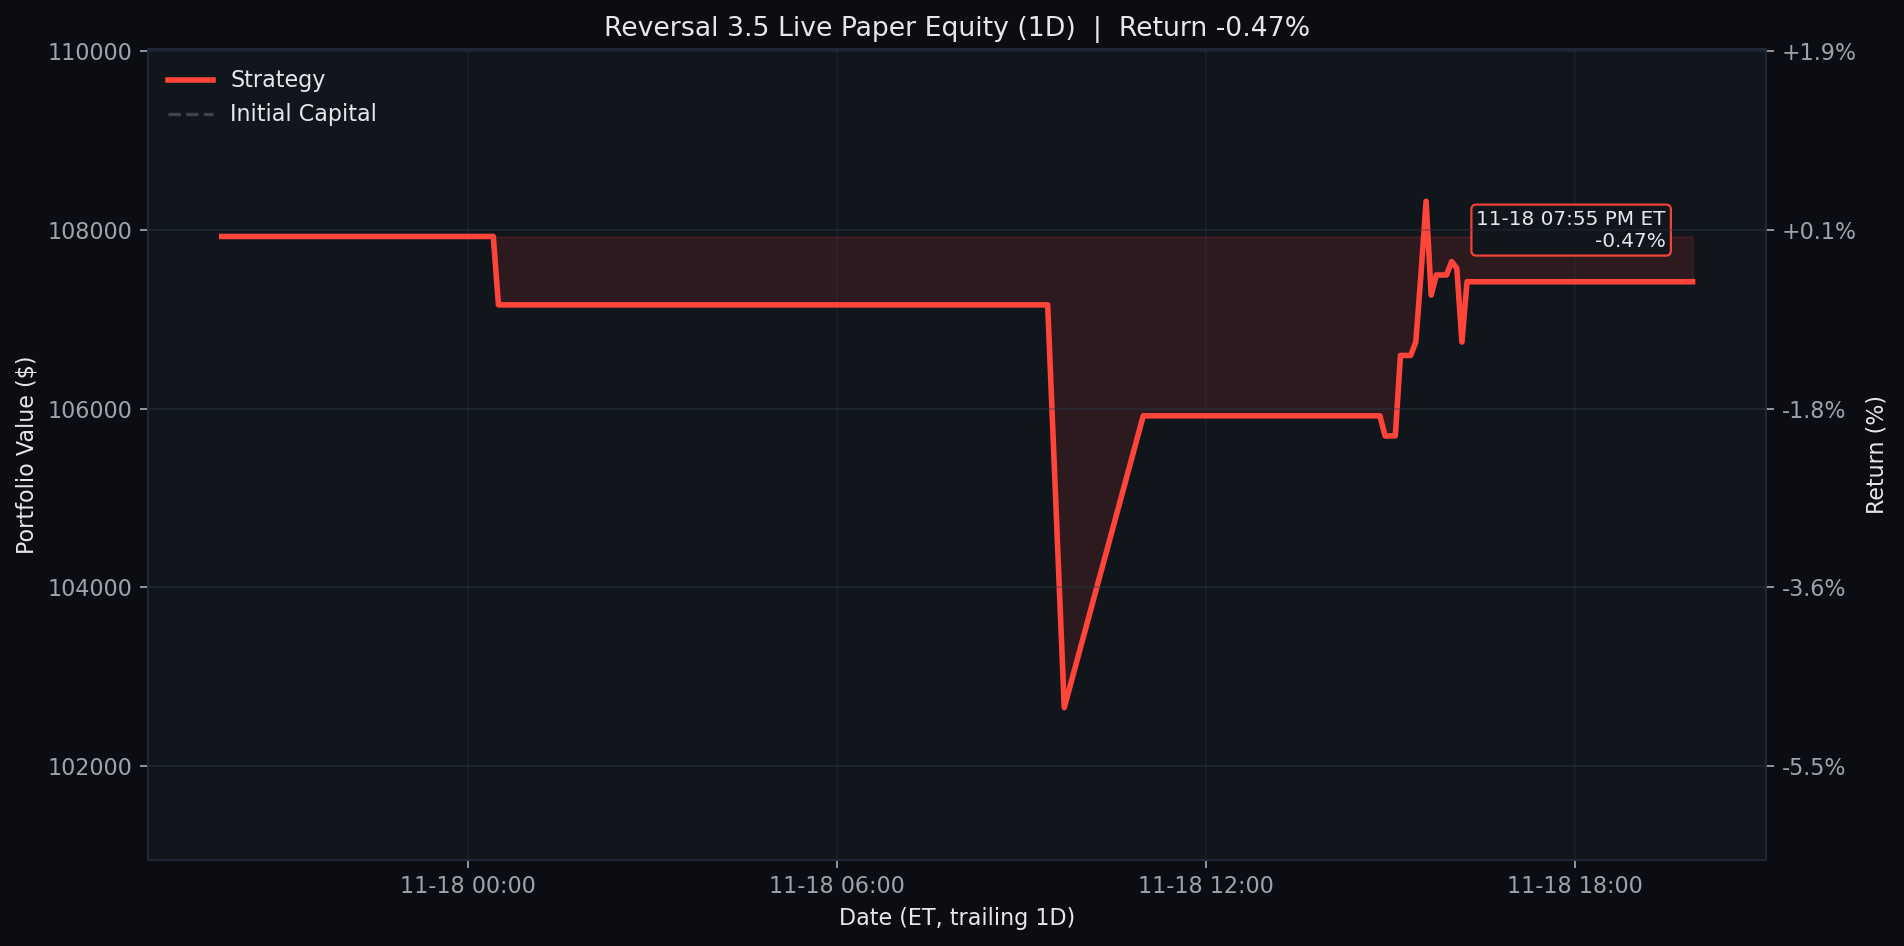 Reversal 3.5 Live Paper Equity (1D) | Return -0.47%
110000
108000
106000
104000
102000
Portfolio Value ($)
Strategy
Initial Capital
11-18 07:55 PM ET
-0.47%
+1.9%
+0.1%
-1.8%
-3.6%
-5.5%
Return (%)
11-18 00:00
11-18 06:00
11-18 12:00
11-18 18:00
Date (ET, trailing 1D)